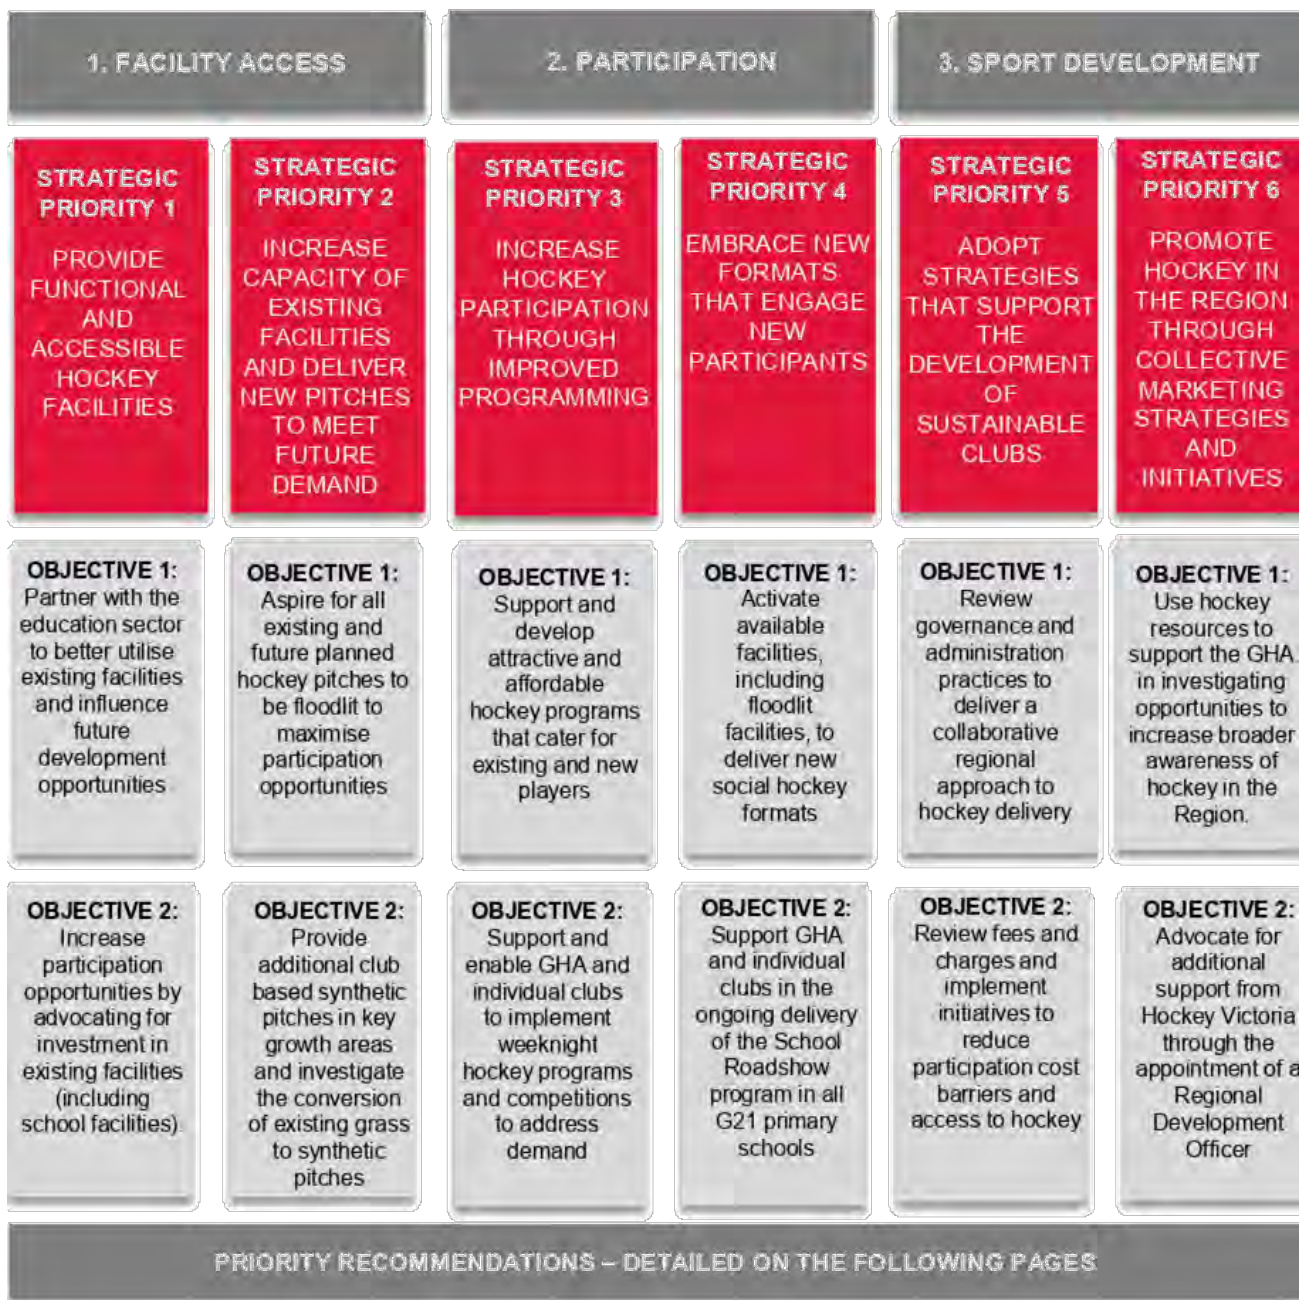 1. FACILITY ACCESS
2. PARTICIPATION
3. SPORT DEVELOPMENT
STRATEGIC
PRIORITY 1
PROVIDE
FUNCTIONAL
AND
ACCESSIBLE
HOCKEY
FACILITIES
STRATEGIC
PRIORITY 2
INCREASE
CAPACITY OF
EXISTING
FACILITIES
AND DELIVER
NEW PITCHES
TO MEET
FUTURE
DEMAND
STRATEGIC
PRIORITY 3
INCREASE
HOCKEY
PARTICIPATION
THROUGH
IMPROVED
PROGRAMMING
STRATEGIC
PRIORITY 4
EMBRACE NEW
FORMATS
THAT ENGAGE
NEW
PARTICIPANTS
STRATEGIC
PRIORITY 5
ADOPT
STRATEGIES
THAT SUPPORT
THE
DEVELOPMENT
OF
SUSTAINABLE
CLUBS
STRATEGIC
PRIORITY 6
PROMOTE
HOCKEY IN
THE REGION
THROUGH
COLLECTIVE
MARKETING
STRATEGIES
AND
INITIATIVES
OBJECTIVE 1:
Partner with the
education sector
to better utilise
existing facilities
and influence
future
development
opportunities
OBJECTIVE 1:
Aspire for all
existing and
future planned
hockey pitches to
be floodlit to
maximise
participation
opportunities
OBJECTIVE 1:
Support and
develop
attractive and
affordable
hockey programs
that cater for
existing and new
players
OBJECTIVE 1:
Activate
available
facilities,
including
floodlit
facilities, to
deliver new
social hockey
formats
OBJECTIVE 1:
Review
governance and
administration
practices to
deliver a
collaborative
regional
approach to
hockey delivery
OBJECTIVE 1:
Use hockey
resources to
support the GHA
in investigating
opportunities to
increase broader
awareness of
hockey in the
Region.
OBJECTIVE 2:
Increase
participation
opportunities by
advocating for
investment in
existing facilities
(including
school facilities)
OBJECTIVE 2:
Provide
additional club
based synthetic
pitches in key
growth areas
and investigate
the conversion
of existing grass
to synthetic
pitches
OBJECTIVE 2:
Support and
enable GHA and
individual clubs
to implement
weeknight
hockey programs
and competitions
to address
demand
OBJECTIVE 2:
Support GHA
and individual
clubs in the
ongoing delivery
of the School
Roadshow
program in all
G21 primary
schools
OBJECTIVE 2:
Review fees and
charges and
implement
initiatives to
reduce
participation cost
barriers and
access to hockey
OBJECTIVE 2:
Advocate for
additional
support from
Hockey Victoria
through the
appointment of a
Regional
Development
Officer
PRIORITY RECOMMENDATIONS – DETAILED ON THE FOLLOWING PAGES